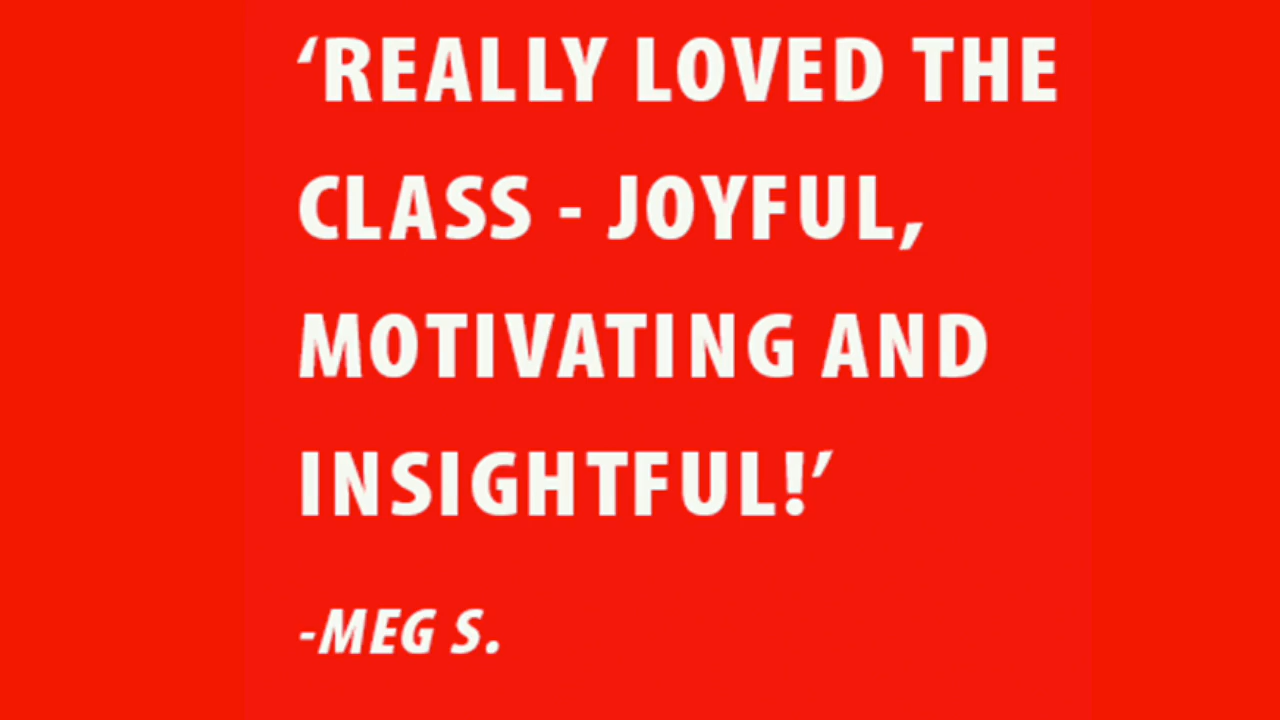 ‘REALLY LOVED THE
CLASS - JOYFUL,
MOTIVATING AND
INSIGHTFUL!’
-MEG S.